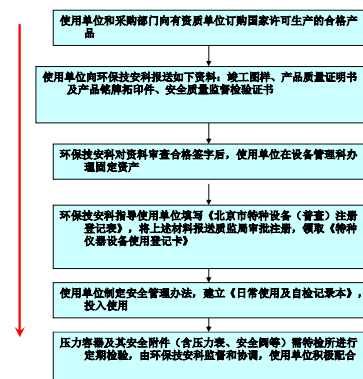 使用单位和采购部门向有资质单位订购国家许可生产的合格产
品
使用单位向环保技安科报送如下资料：竣工图样、产品质量证明书
及产品铭牌拓印件、安全质量监督检验证书
环保技安科对资料审查合格签字后，使用单位在设备管理科办
理固定资产
环保技安科指导使用单位填写《北京市特种设备（普查）注册
登记表》，将上述材料报送质监局审批注册，领取《特种
仪器设备使用登记卡》
使用单位制定安全管理办法，建立《日常使用及自检记录本》，
投入使用
压力容器及其安全附件（含压力表、安全阀等）需特检所进行
定期检验，由环保技安科监督和协调，使用单位积极配合